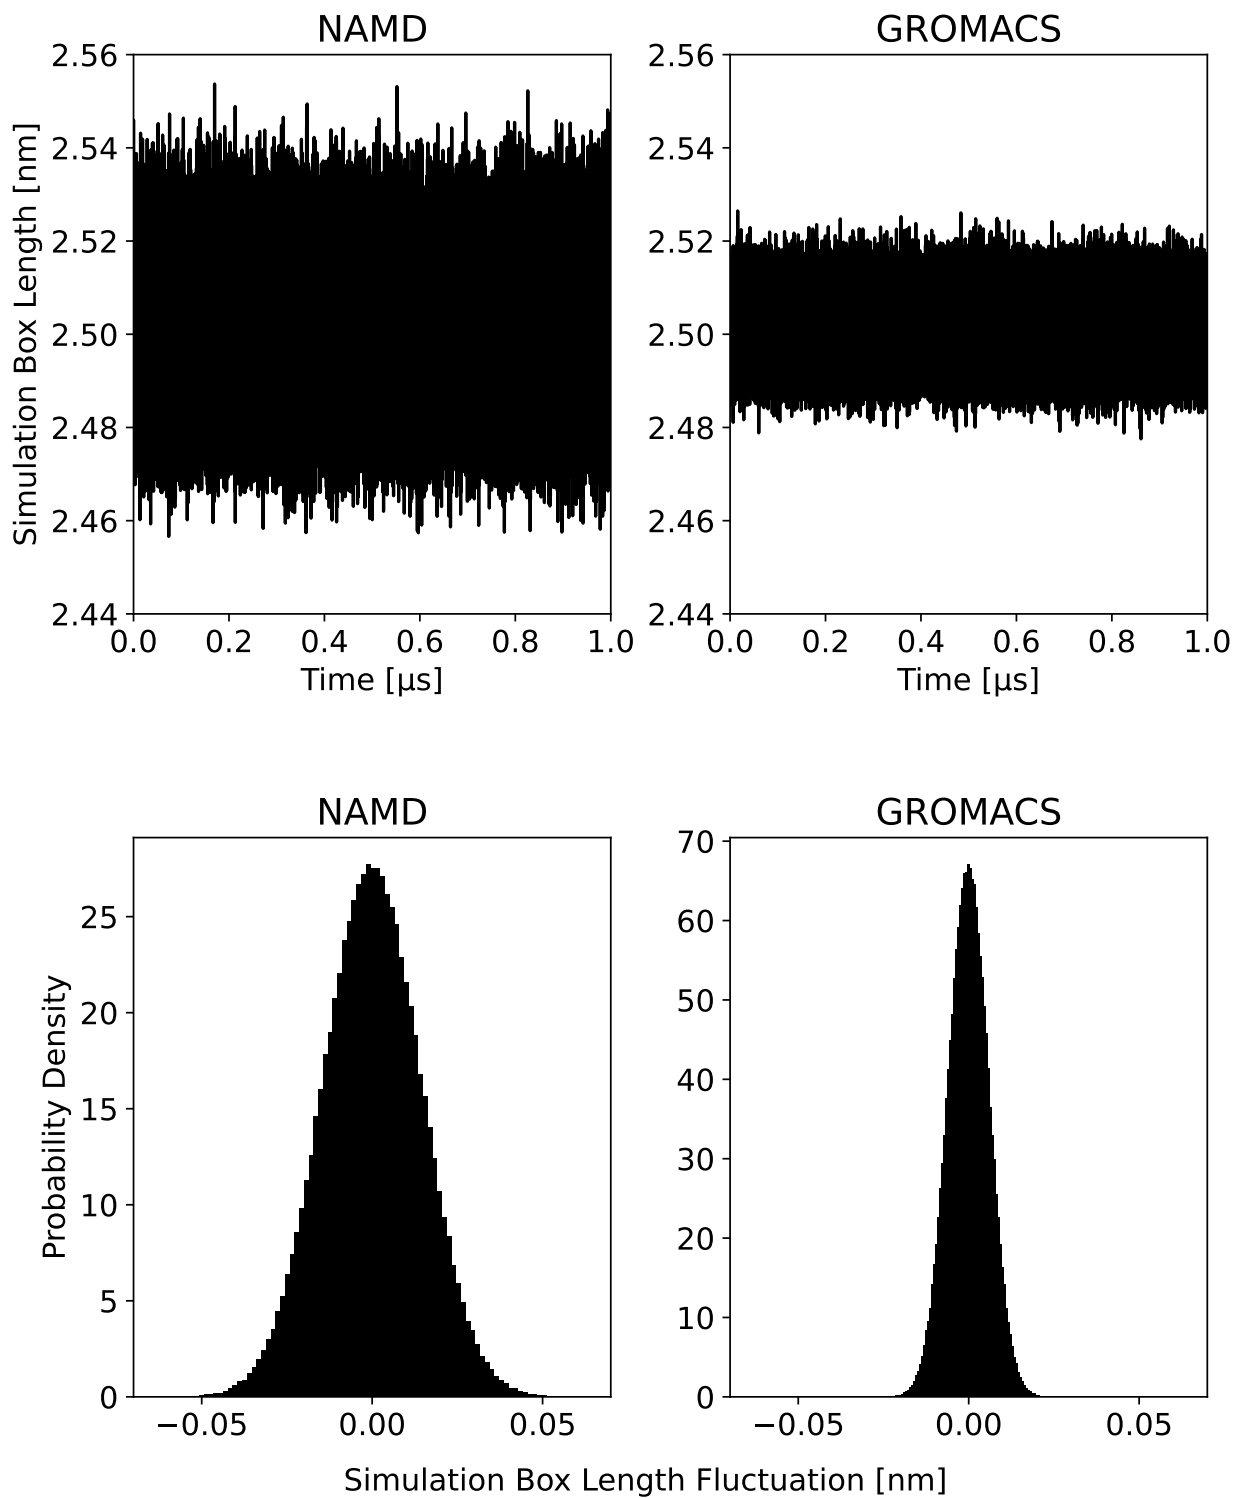 NAMD
Simulation Box Length [nm]
2.56
2.54
2.52
2.50
2.48
2.46
2.44
0.0 0.2 0.4 0.6 0.8 1.0
Time [µs]
GROMACS
2.56
2.54
2.52
2.50
2.48
2.46
2.44
0.0 0.2 0.4 0.6 0.8 1.0
Time [µs]
NAMD
Probability Density
25
20
15
10
5
0
−0.05 0.00 0.05
GROMACS
70
60
50
40
30
20
10
0
−0.05 0.00 0.05
Simulation Box Length Fluctuation [nm]